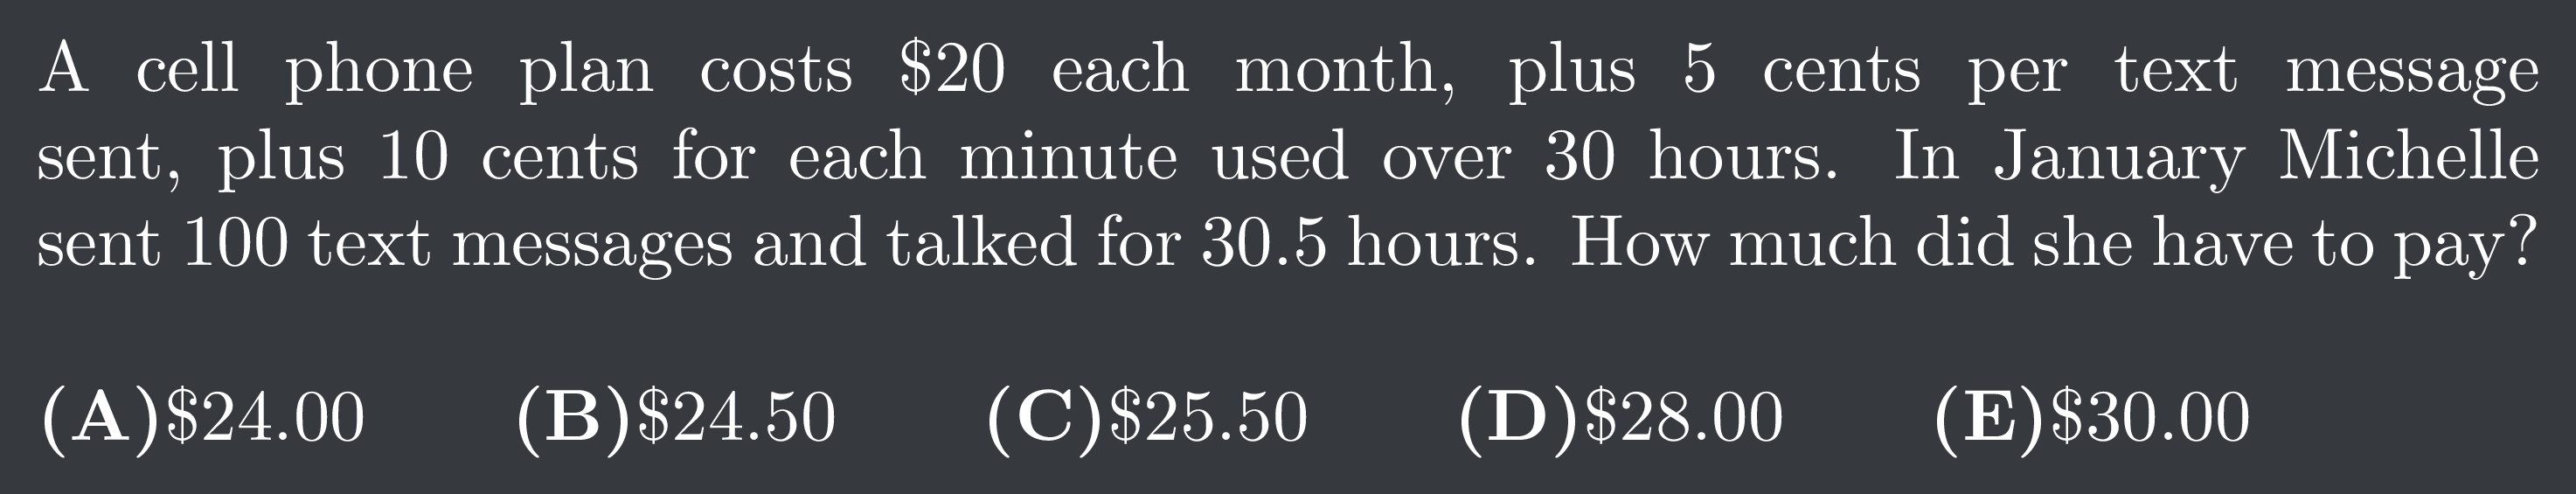 A cell phone plan costs $20 each month, plus 5 cents per text message
sent, plus 10 cents for each minute used over 30 hours. In January Michelle
sent 100 text messages and talked for 30.5 hours. How much did she have to pay?
(A)$24.00 (B)$24.50 (C)$25.50 (D)$28.00 (E)$30.00